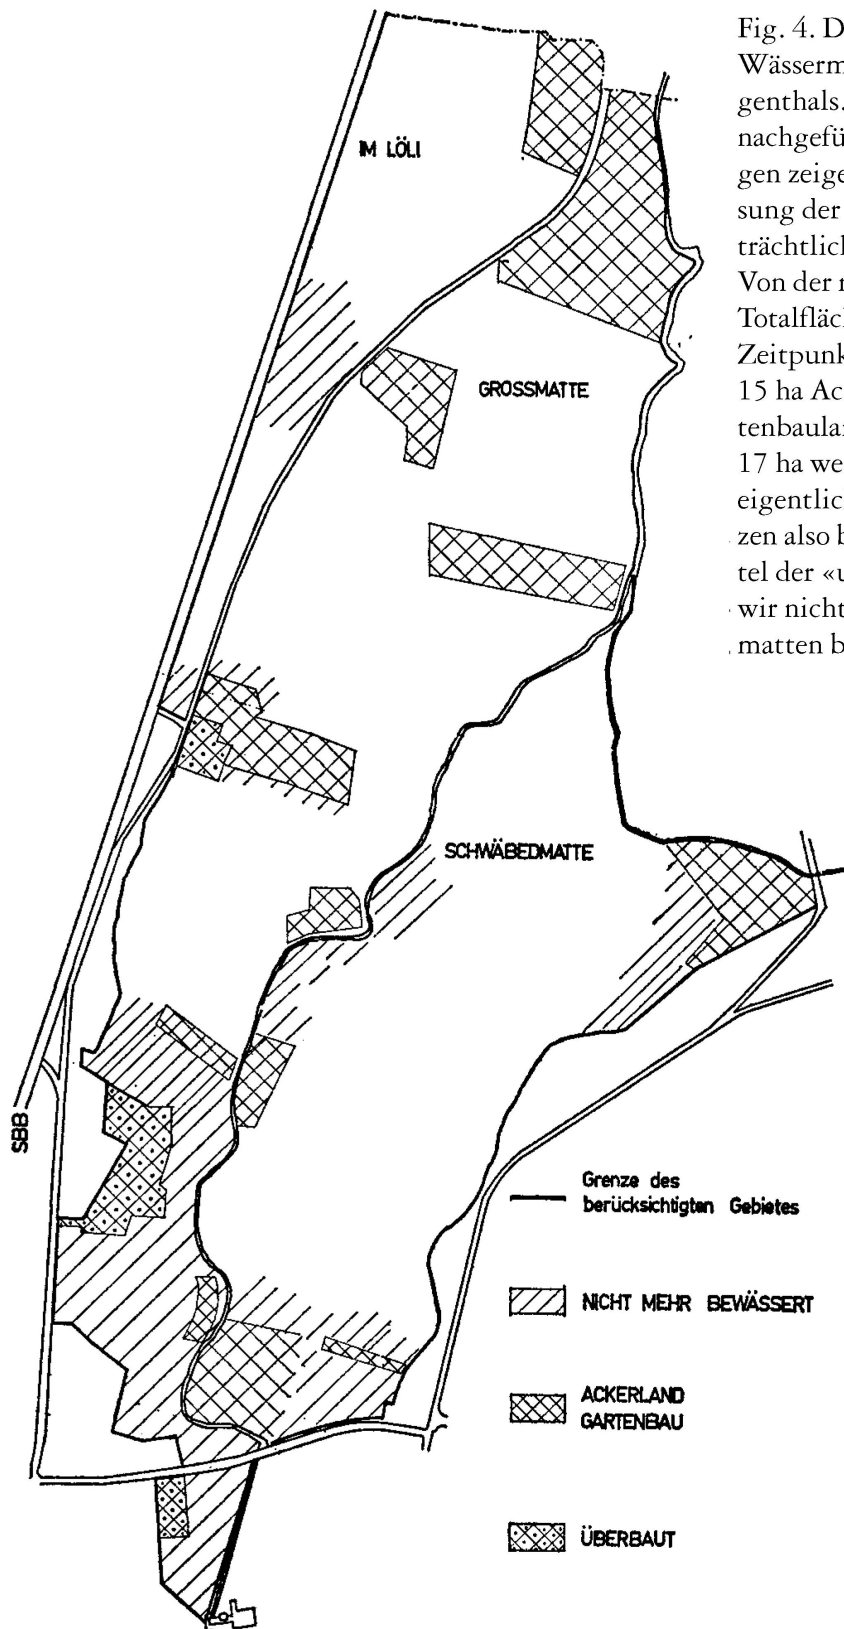 Fig. 4. D
Wässerm
genthals.
nachgefü
gen zeige
sung der
trächtlich
Von der r
Totalfläc
Zeitpunk
15 ha Ac
tenbaular
17 ha we
eigentlic
zen also b
tel der «u
wir nicht
matten b
IM LÖLI
GROSSMATTE
SCHWÄBEDMATTE
SBB
Grenze des
berücksichtigten Gebietes
NICHT MEHR BEWÄSSERT
ACKERLAND
GARTENBAU
ÜBERBAUT